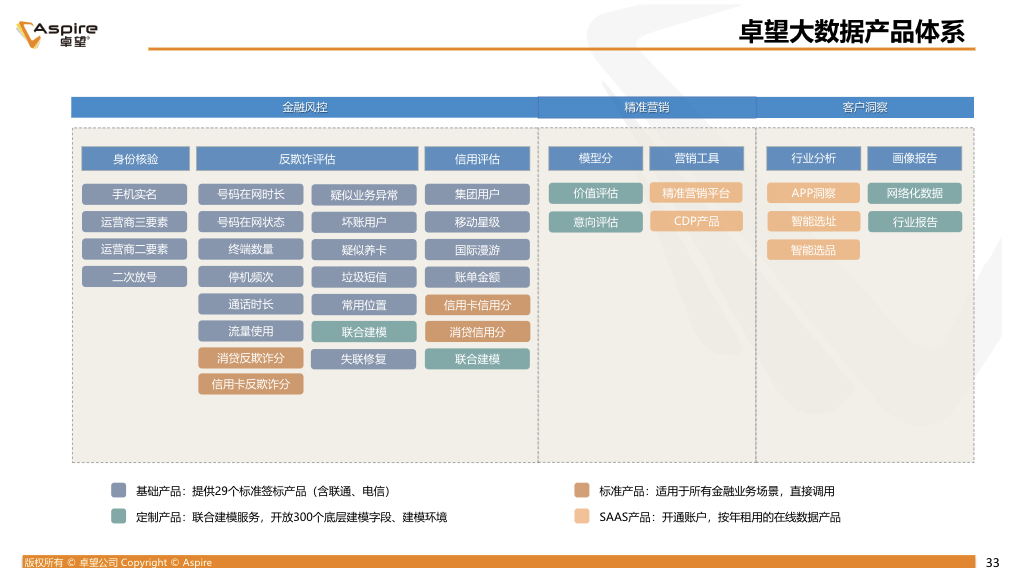 Aspire
卓望
卓望大数据产品体系
金融风控
精准营销
客户洞察
身份核验
反欺诈评估
信用评估
模型分
营销工具
行业分析
画像报告
手机实名
运营商三要素
运营商二要素
二次放号
号码在网时长
号码在网状态
终端数量
停机频次
通话时长
流量使用
消贷反欺诈分
信用卡反欺诈分
疑似业务异常
坏账用户
疑似养卡
垃圾短信
常用位置
联合建模
失联修复
集团用户
移动星级
国际漫游
账单金额
信用卡信用分
消贷信用分
联合建模
价值评估
意向评估
精准营销平台
CDP产品
APP洞察
智能选址
智能选品
网络化数据
行业报告
基础产品：提供29个标准签标产品（含联通、电信）
标准产品：适用于所有金融业务场景，直接调用
定制产品：联合建模服务，开放300个底层建模字段、建模环境
SAAS产品：开通账户，按年租用的在线数据产品
版权所有 © 卓望公司 Copyright © Aspire
33